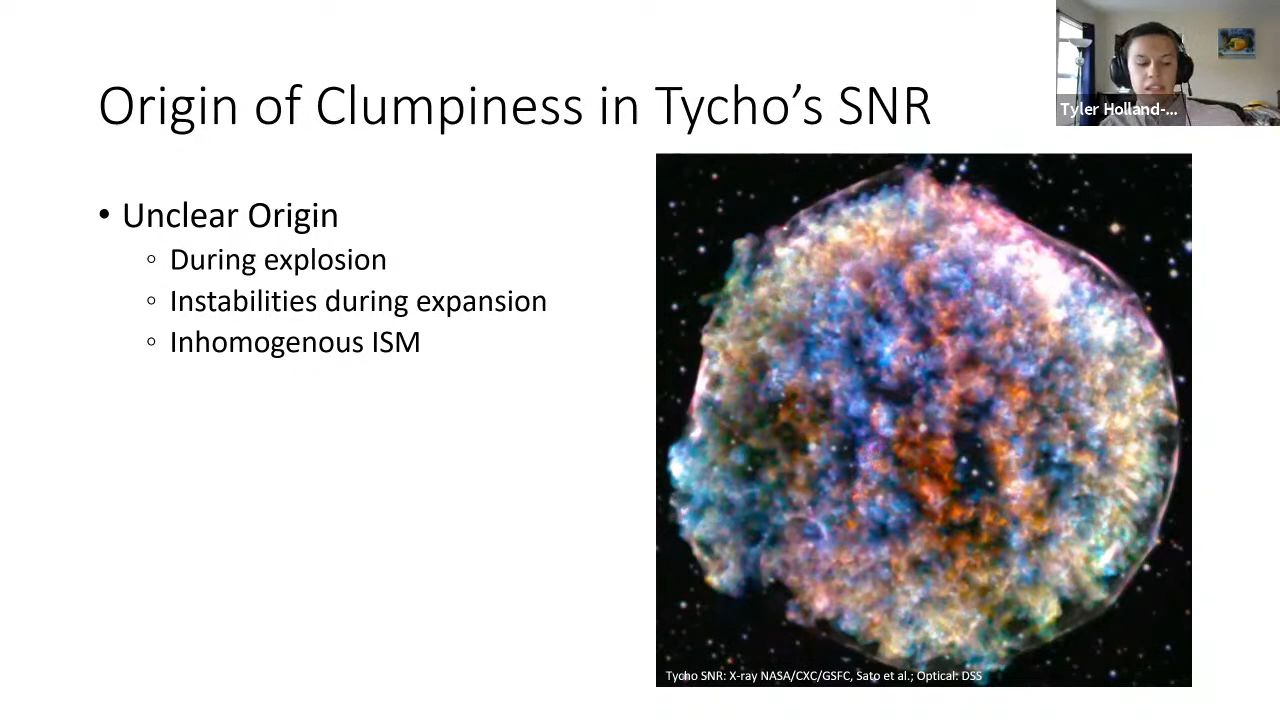 Origin of Clumpiness in Tycho’s SNR
Tyler Holland-...
• Unclear Origin
◦ During explosion
◦ Instabilities during expansion
◦ Inhomogenous ISM
Tycho SNR: X-ray NASA/CXC/GSFC, Sato et al.; Optical: DSS